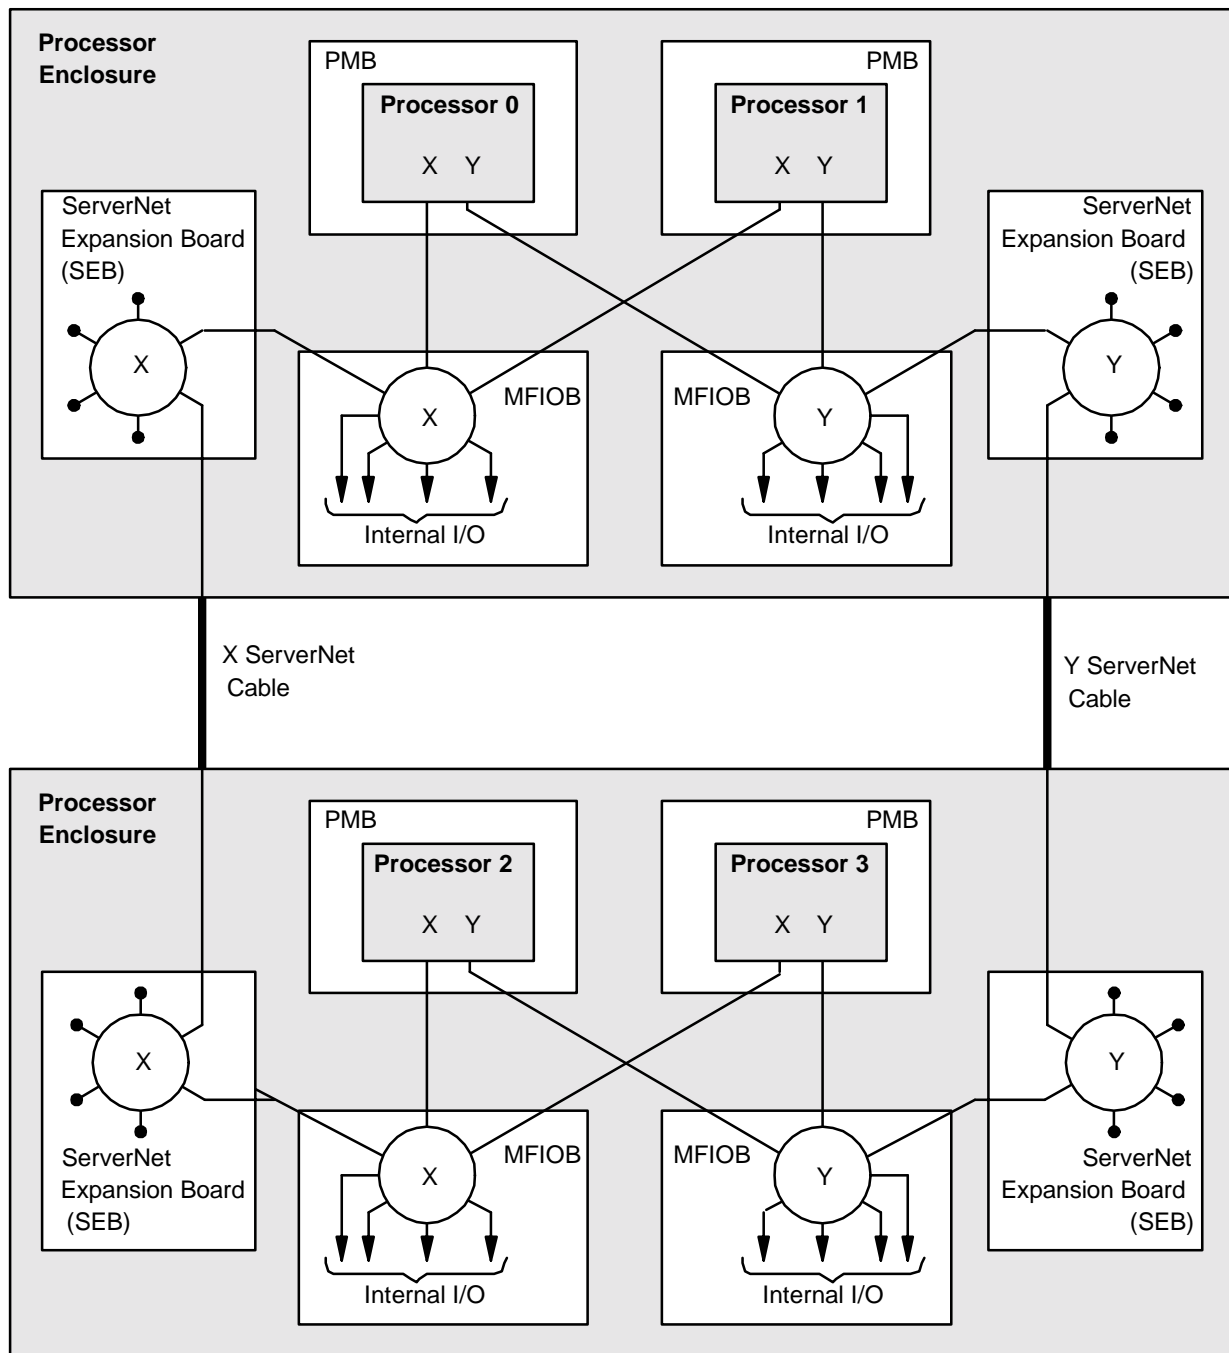 Processor
Enclosure
PMB
Processor 0
X Y
PMB
Processor 1
X Y
ServerNet
Expansion Board
(SEB)
X
ServerNet
Expansion Board
(SEB)
Y
X
MFIOB
Internal I/O
MFIOB
Y
Internal I/O
X ServerNet
Cable
Y ServerNet
Cable
Processor
Enclosure
PMB
Processor 2
X Y
PMB
Processor 3
X Y
X
ServerNet
Expansion Board
(SEB)
Y
ServerNet
Expansion Board
(SEB)
X
MFIOB
Internal I/O
MFIOB
Y
Internal I/O